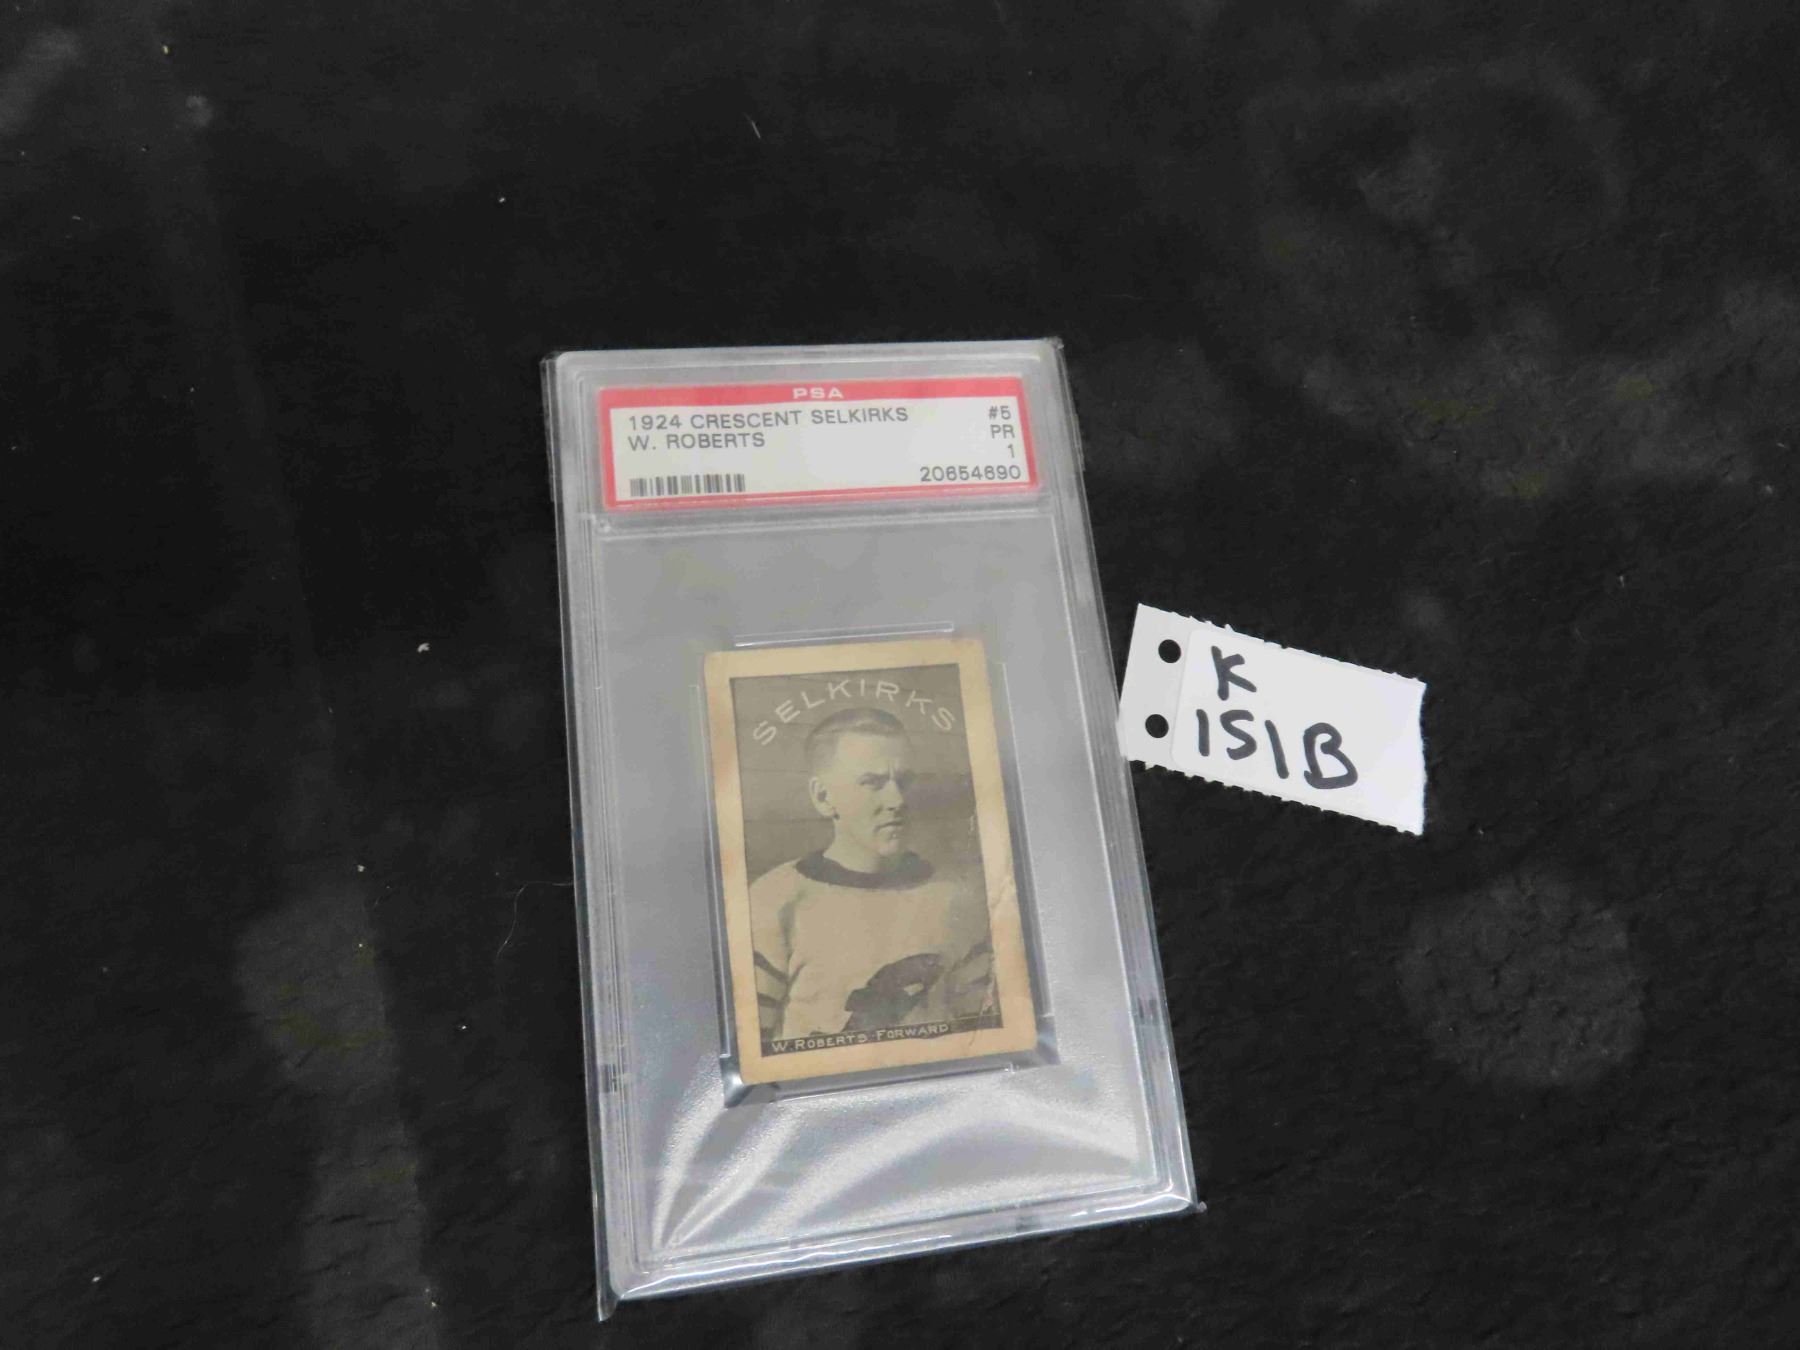 PSA
1924 CRESCENT SELKIRKS #5
W. ROBERTS PR
1
20654690
SELKIRKS
W. ROBERTS - FORWARD
K
151B